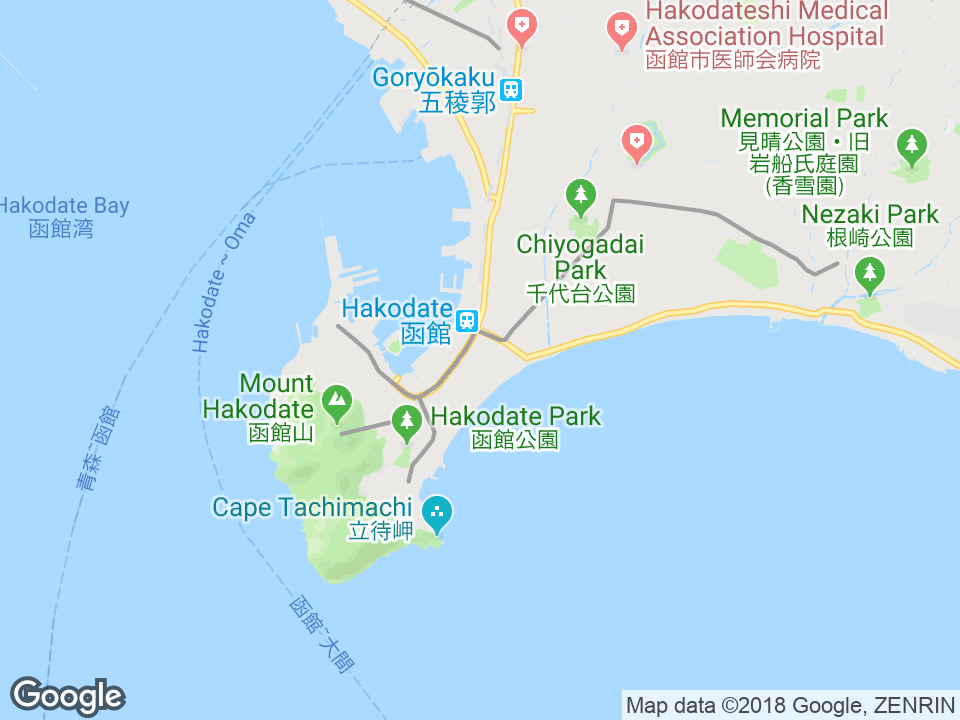 Hakodateshi Medical
Association Hospital
函館市医師会病院
Goryōkaku
五稜郭
Memorial Park
見晴公園・旧
岩船氏庭園
(香雪園)
Hakodate Bay
函館湾
Hakodate ~ Oma
Nezaki Park
根崎公園
Chiyogadai
Park
千代台公園
Hakodate
函館
Mount
Hakodate
函館山
Hakodate Park
函館公園
青森~函館
Cape Tachimachi
立待岬
函館~大間
Google
Map data ©2018 Google, ZENRIN